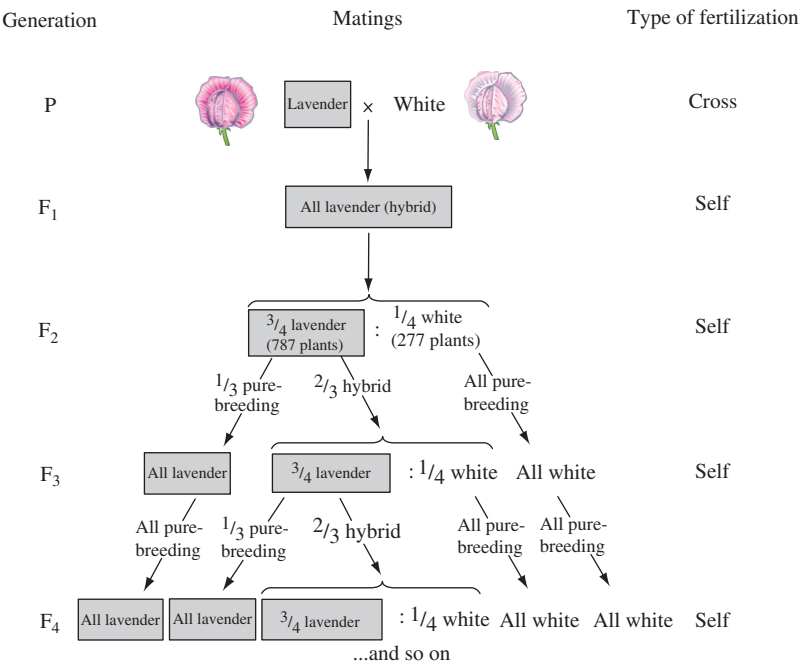 Generation Matings Type of fertilization
P Lavender × White Cross
F1 All lavender (hybrid) Self
F2 3/4 lavender : 1/4 white Self
(787 plants) (277 plants)
1/3 pure- 2/3 hybrid All pure-
breeding breeding
F3 All lavender 3/4 lavender : 1/4 white All white Self
All pure- 1/3 pure- 2/3 hybrid All pure- All pure-
breeding breeding breeding breeding
F4 All lavender All lavender 3/4 lavender : 1/4 white All white All white Self
...and so on